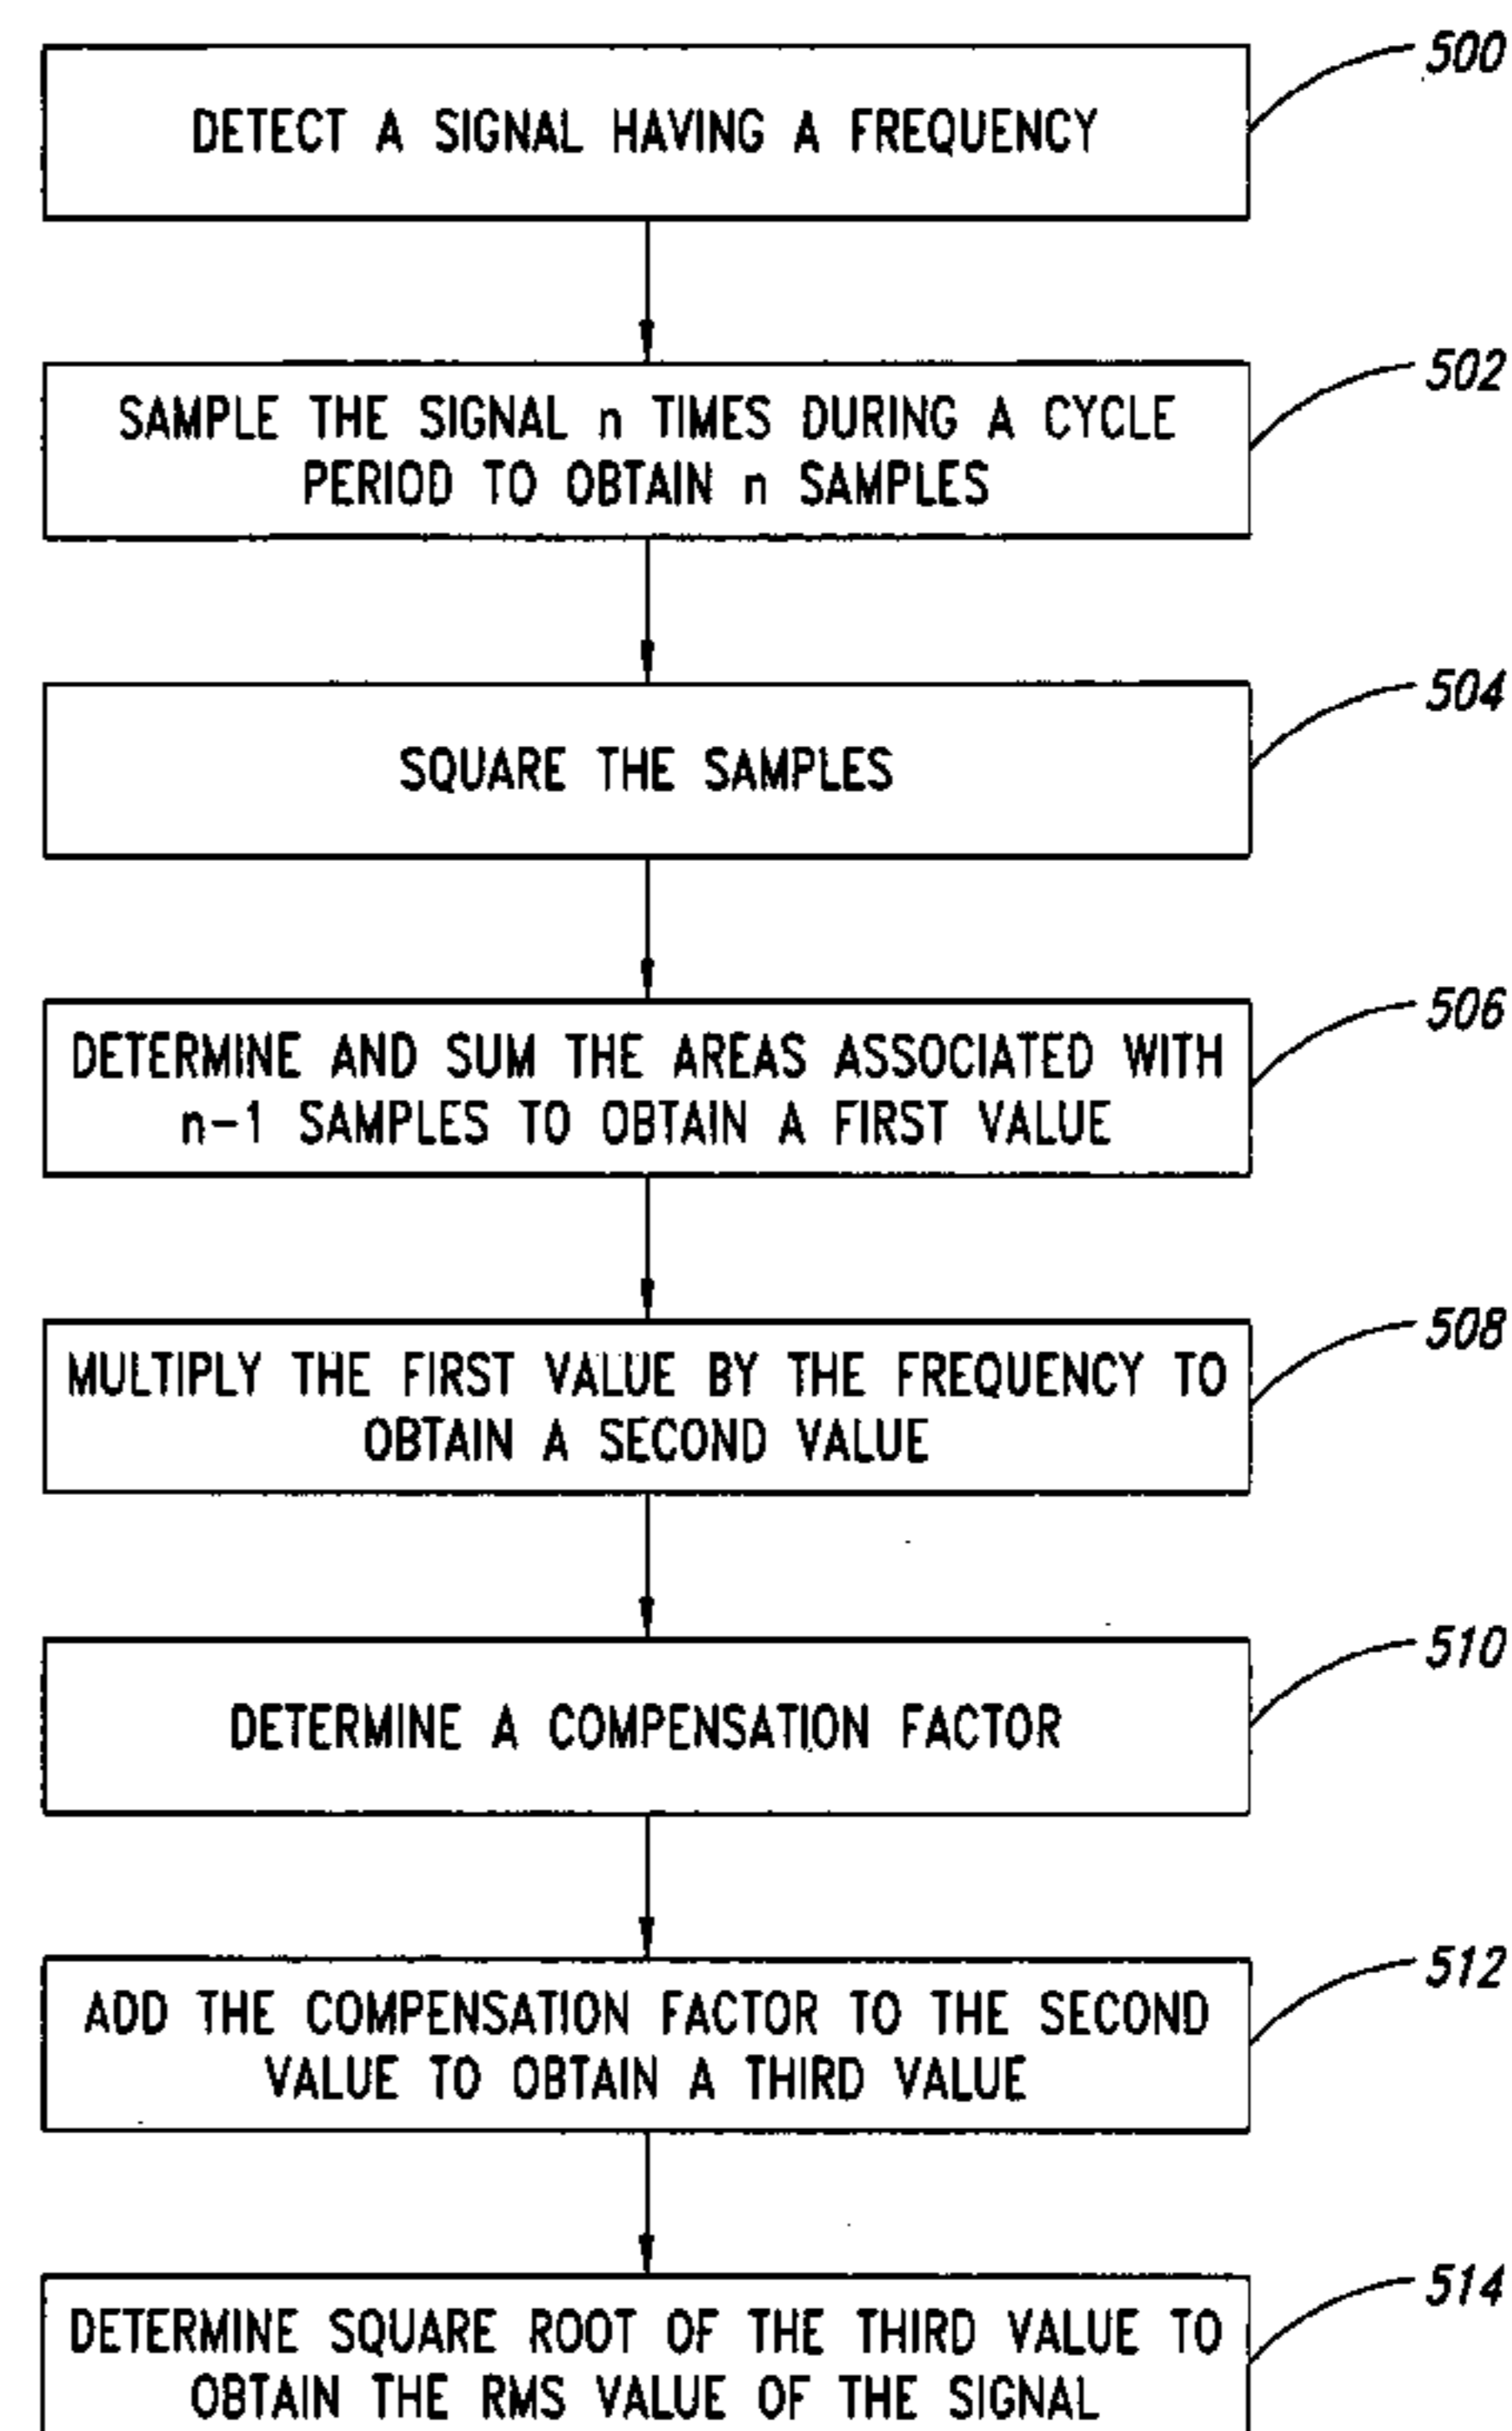 500
DETECT A SIGNAL HAVING A FREQUENCY
502
SAMPLE THE SIGNAL n TIMES DURING A CYCLE
PERIOD TO OBTAIN n SAMPLES
504
SQUARE THE SAMPLES
506
DETERMINE AND SUM THE AREAS ASSOCIATED WITH
n-1 SAMPLES TO OBTAIN A FIRST VALUE
508
MULTIPLY THE FIRST VALUE BY THE FREQUENCY TO
OBTAIN A SECOND VALUE
510
DETERMINE A COMPENSATION FACTOR
512
ADD THE COMPENSATION FACTOR TO THE SECOND
VALUE TO OBTAIN A THIRD VALUE
514
DETERMINE SQUARE ROOT OF THE THIRD VALUE TO
OBTAIN THE RMS VALUE OF THE SIGNAL